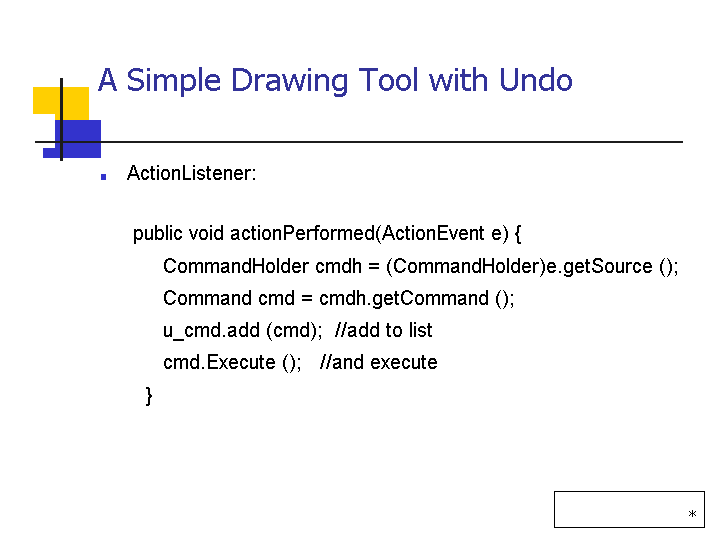 A Simple Drawing Tool with Undo
ActionListener:
public void actionPerformed(ActionEvent e) {
CommandHolder cmdh = (CommandHolder)e.getSource ();
Command cmd = cmdh.getCommand ();
u_cmd.add (cmd);  //add to list
cmd.Execute ();   //and execute
}
*